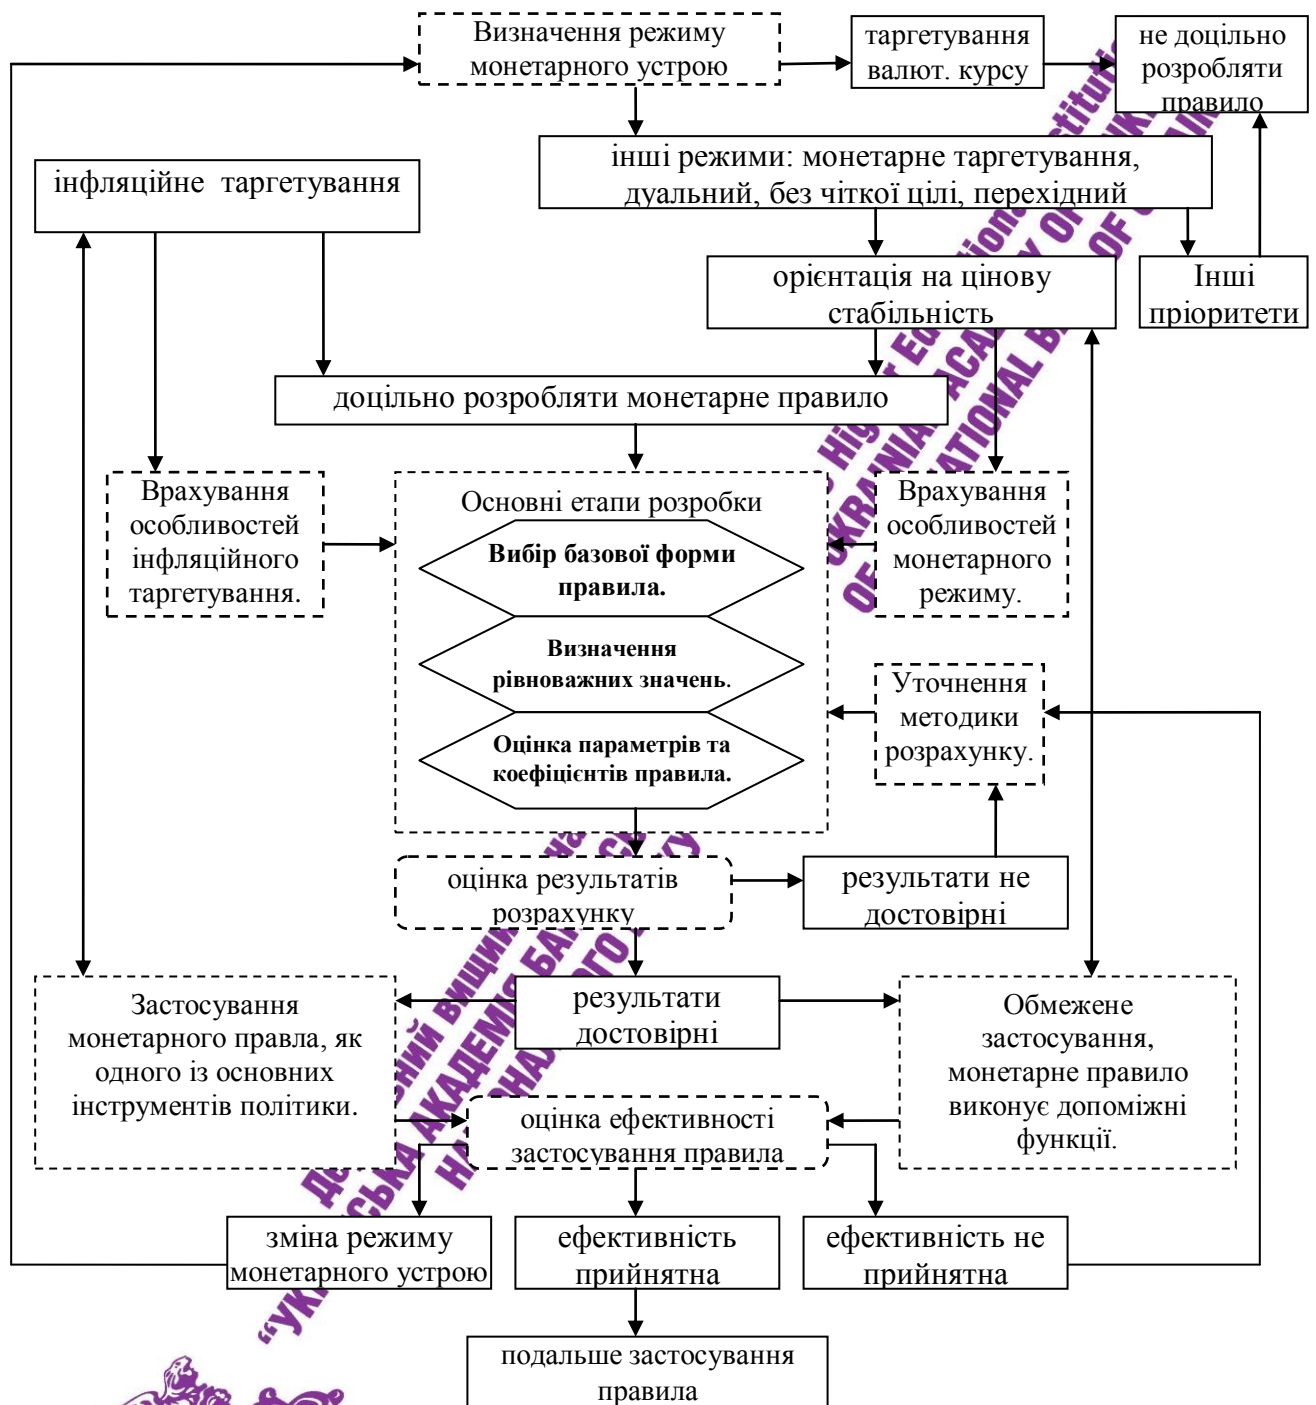 Визначення режиму
монетарного устрою
таргетування
валют. курсу
не доцільно
розробляти
правило
інші режими: монетарне таргетування,
дуальний, без чіткої цілі, перехідний
інфляційне таргетування
орієнтація на цінову
стабільність
Інші
пріоритети
доцільно розробляти монетарне правило
Врахування
особливостей
інфляційного
таргетування.
Основні етапи розробки
Вибір базової форми
правила.
Визначення
рівноважних значень.
Оцінка параметрів та
коефіцієнтів правила.
Врахування
особливостей
монетарного
режиму.
Уточнення
методики
розрахунку.
оцінка результатів
розрахунку
результати не
достовірні
Застосування
монетарного правла, як
одного із основних
інструментів політики.
результати
достовірні
Обмежене
застосування,
монетарне правило
виконує допоміжні
функції.
оцінка ефективності
застосування правила
зміна режиму
монетарного устрою
ефективність
прийнятна
ефективність не
прийнятна
подальше застосування
правила